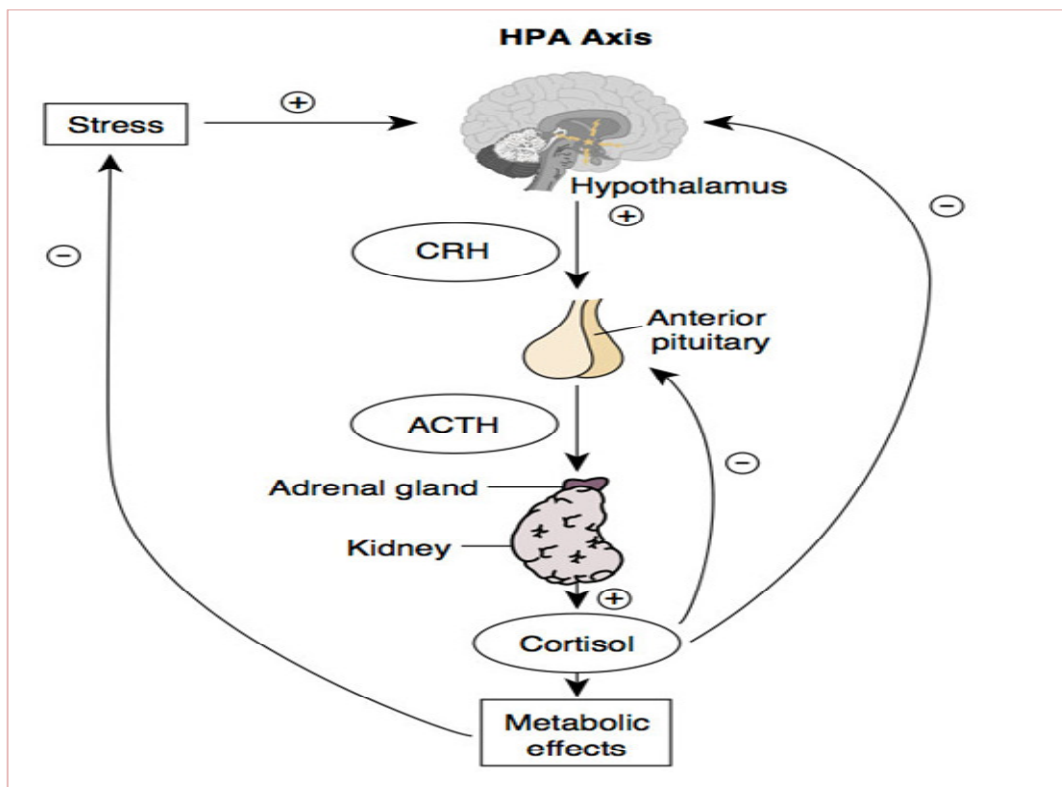 HPA Axis
Stress
+
Hypothalamus
+
−
−
CRH
Anterior
pituitary
ACTH
−
Adrenal gland
Kidney
+
Cortisol
Metabolic
effects